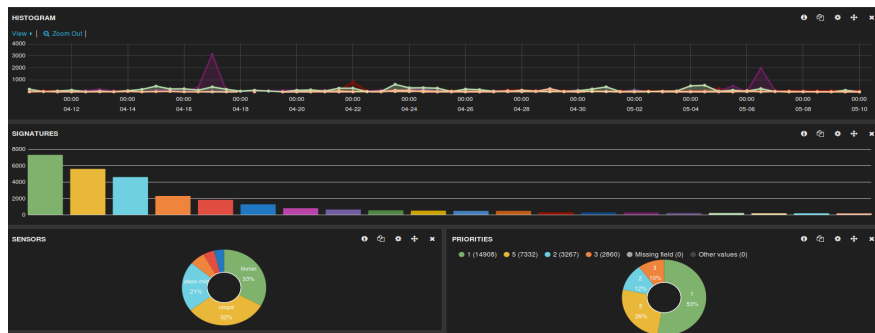 HISTOGRAM
View ▸ | Zoom Out |
4000
3000
2000
1000
0
00:00 00:00 00:00 00:00 00:00 00:00 00:00 00:00 00:00 00:00 00:00 00:00 00:00 00:00 00:00
04-12 04-14 04-16 04-18 04-20 04-22 04-24 04-26 04-28 04-30 05-02 05-04 05-06 05-08 05-10
SIGNATURES
8000
6000
4000
2000
0
SENSORS
33%
21%
32%
PRIORITIES
1 (14908) 5 (7332) 2 (3267) 3 (2860) Missing field (0) Other values (0)
3
10%
2
12%
1
53%
5
26%